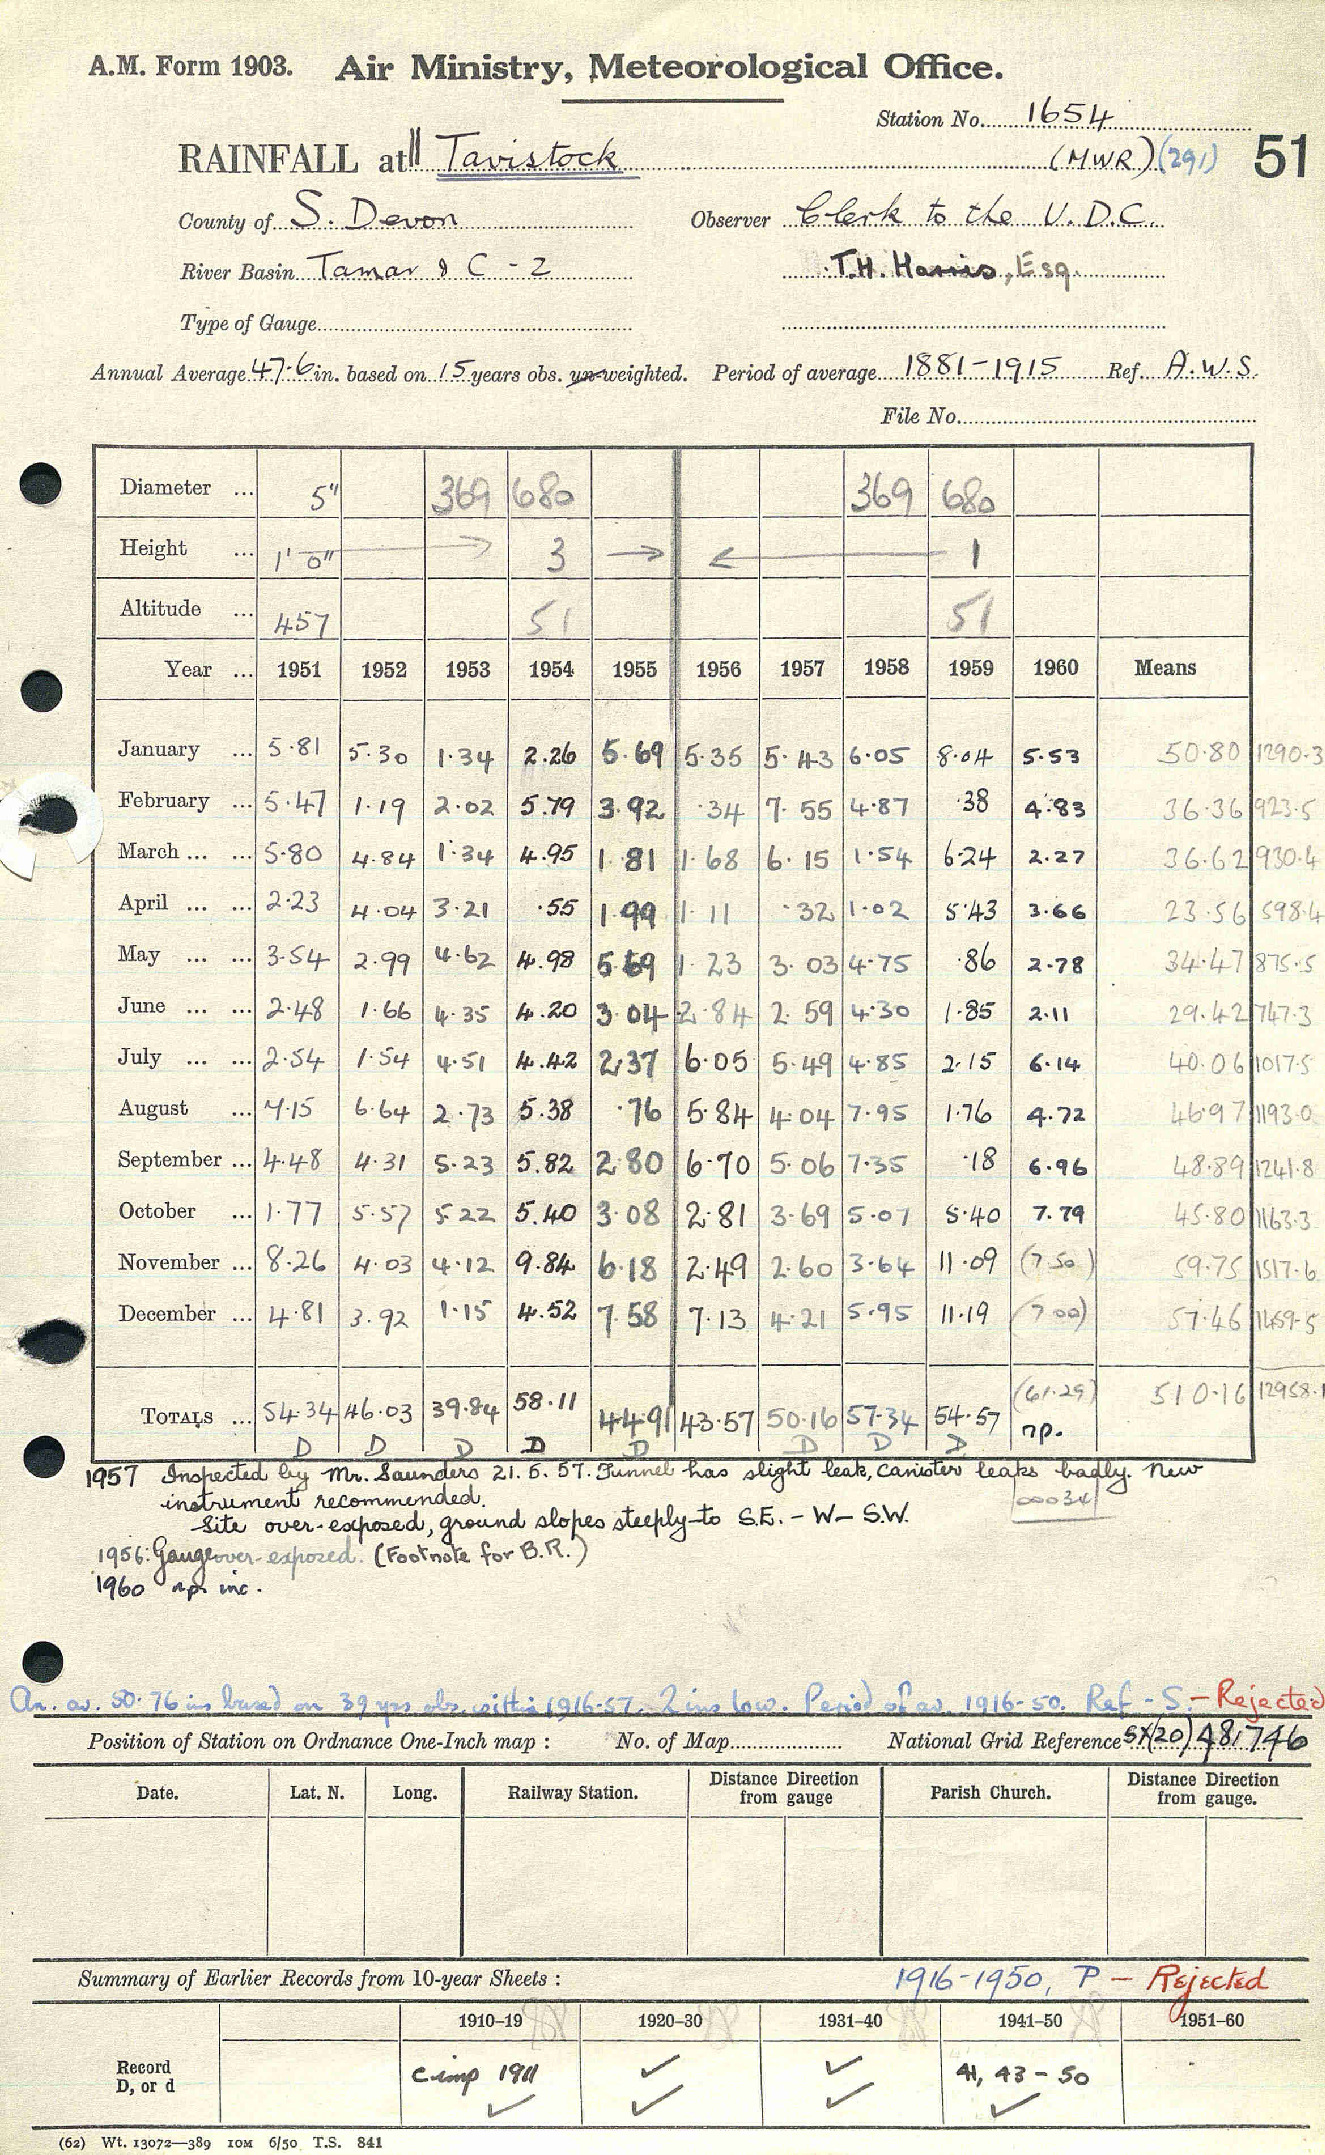 A.M. Form 1903. Air Ministry, Meteorological Office.
Station No. 1654
RAINFALL at Tavistock (MWR) (291) 51
County of S. Devon Observer Clerk to the U.D.C.
River Basin Tamar & C - 2 T.H. Harris, Esq.
Type of Gauge
Annual Average 47.6 in. based on 15 years obs. un-weighted. Period of average 1881-1915 Ref. A.W.S.
File No.
Diameter ... 5" 369 680 369 680
Height ... 1' 0" 3 1
Altitude ... 457 51 51
Year ... 1951 1952 1953 1954 1955 1956 1957 1958 1959 1960 Means
January ... 5.81 5.30 1.34 2.26 5.69 5.35 5.43 6.05 8.04 5.53 50.80 1290.3
February ... 5.47 1.19 2.02 5.79 3.92 .34 7.55 4.87 .38 4.83 36.36 923.5
March ... ... 5.80 4.84 1.34 4.95 1.81 1.68 6.15 1.54 6.24 2.27 36.62 930.4
April ... ... 2.23 4.04 3.21 .55 1.99 1.11 .32 1.02 5.43 3.66 23.56 598.4
May ... ... 3.54 2.99 4.62 4.98 5.69 1.23 3.03 4.75 .86 2.78 34.47 875.5
June ... ... 2.48 1.66 4.35 4.20 3.04 2.84 2.59 4.30 1.85 2.11 29.42 747.3
July ... ... 2.54 1.54 4.51 4.42 2.37 6.05 5.49 4.85 2.15 6.14 40.06 1017.5
August ... 7.15 6.64 2.73 5.38 .76 5.84 4.04 7.95 1.76 4.72 46.97 1193.0
September ... 4.48 4.31 5.23 5.82 2.80 6.70 5.06 7.35 .18 6.96 48.89 1241.8
October ... 1.77 5.57 5.22 5.40 3.08 2.81 3.69 5.07 5.40 7.79 45.80 1163.3
November ... 8.26 4.03 4.12 9.84 6.18 2.49 2.60 3.64 11.09 (7.50) 59.75 1517.6
December ... 4.81 3.92 1.15 4.52 7.58 7.13 4.21 5.95 11.19 (7.00) 57.46 1459.5
(61.29) 510.16 12958.1
TOTALS ... 54.34 46.03 39.84 58.11 44.91 43.57 50.16 57.34 54.57 np.
D D D D D D D D
1957 Inspected by Mr. Saunders 21.5.57. Funnel has slight leak, canister leaks badly. New
instrument recommended. 00034
Site over-exposed, ground slopes steeply to S.E. - W - S.W.
1956. Gauge over-exposed. (Footnote for B.R.)
1960 np. inc.
An. av. 50.76 ins based on 39 yrs obs. within 1916-57. 2 ins low. Period of av. 1916-50. Ref - S. - Rejected
Position of Station on Ordnance One-Inch map : No. of Map National Grid Reference SX(20) 481746
Date. Lat. N. Long. Railway Station. Distance Direction from gauge Parish Church. Distance Direction from gauge.
Summary of Earlier Records from 10-year Sheets : 1916-1950, P - Rejected
1910–19 1920–30 1931–40 1941–50 1951–60
Record D, or d c imp 1911 ✓ ✓ 41, 43 - 50
✓ ✓ ✓ ✓
(62) Wt. 13072—389 IOM 6/50 T.S. 841